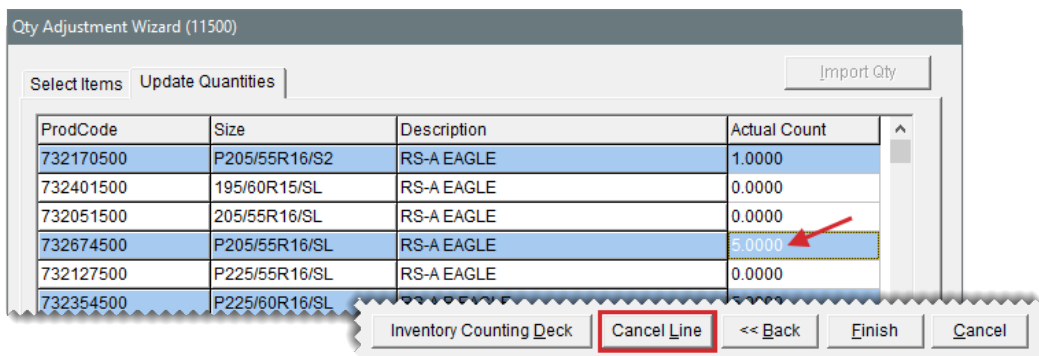 Qty Adjustment Wizard (11500)
Import Qty
Select Items Update Quantities
ProdCode Size Description Actual Count
732170500 P205/55R16/S2 RS-A EAGLE 1.0000
732401500 195/60R15/SL RS-A EAGLE 0.0000
732051500 205/55R16/SL RS-A EAGLE 0.0000
732674500 P205/55R16/SL RS-A EAGLE 5.0000
732127500 P225/55R16/SL RS-A EAGLE 0.0000
732354500 P225/60R16/SL
Inventory Counting Deck Cancel Line << Back Finish Cancel